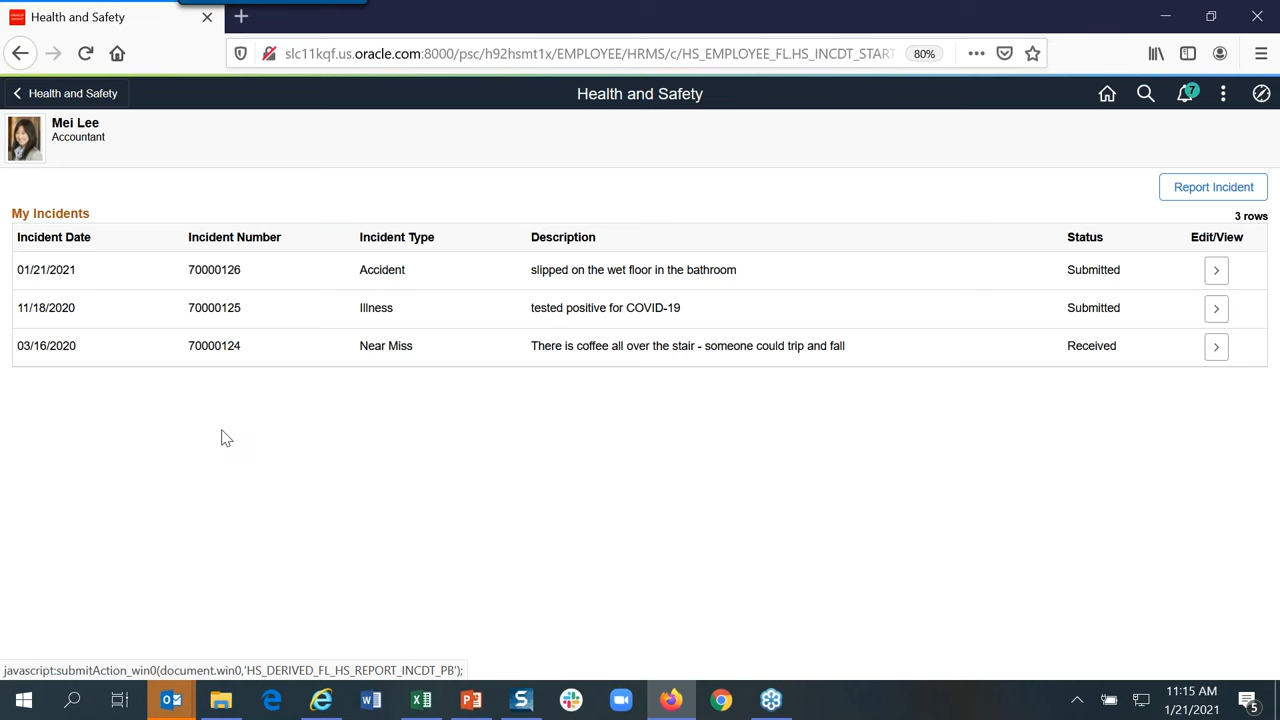 Health and Safety
slc11kqf.us.oracle.com:8000/psc/h92hsmt1x/EMPLOYEE/HRMS/c/HS_EMPLOYEE_FL.HS_INCDT_START 80%
Health and Safety
Health and Safety
7
Mei Lee
Accountant
Report Incident
My Incidents
3 rows
Incident Date Incident Number Incident Type Description Status Edit/View
01/21/2021 70000126 Accident slipped on the wet floor in the bathroom Submitted
11/18/2020 70000125 Illness tested positive for COVID-19 Submitted
03/16/2020 70000124 Near Miss There is coffee all over the stair - someone could trip and fall Received
javascript:submitAction_win0(document.win0,'HS_DERIVED_FL_HS_REPORT_INCDT_PB');
11:15 AM
1/21/2021
5